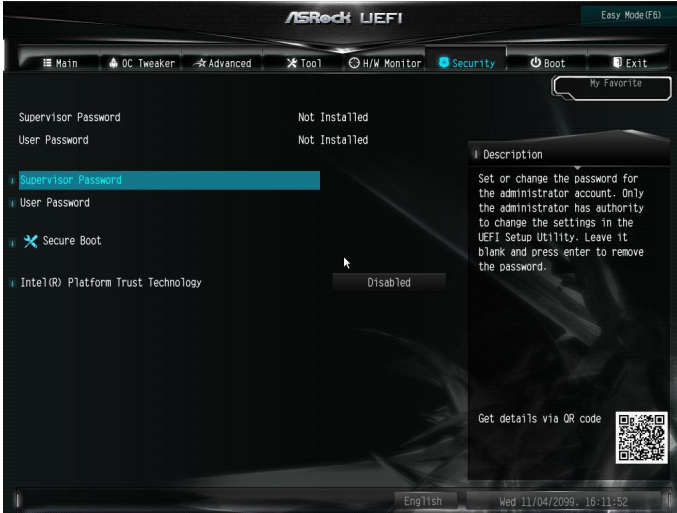 ASRock UEFI
Easy Mode(F6)
Main OC Tweaker Advanced Tool H/W Monitor Security Boot Exit
My Favorite
Supervisor Password Not Installed
User Password Not Installed
Supervisor Password
User Password
Secure Boot
Intel(R) Platform Trust Technology Disabled
Description
Set or change the password for
the administrator account. Only
the administrator has authority
to change the settings in the
UEFI Setup Utility. Leave it
blank and press enter to remove
the password.
Get details via QR code
English Wed 11/04/2099, 16:11:52